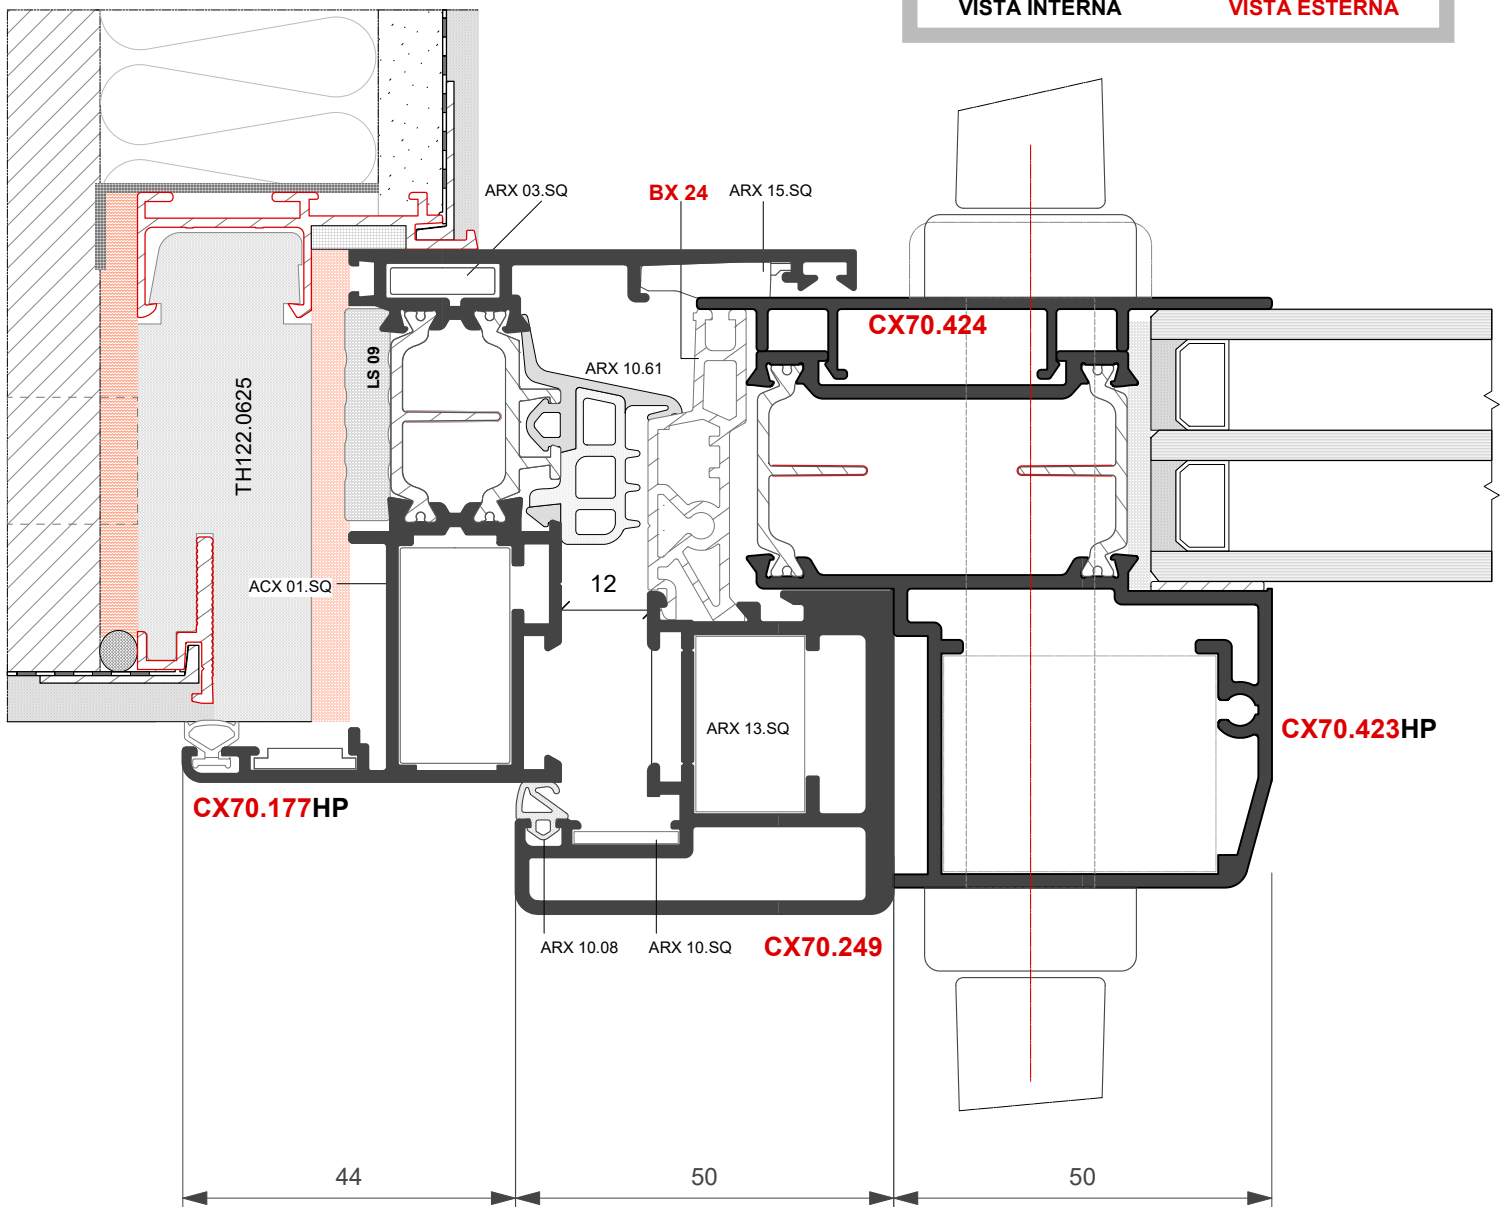 VISTA INTERNA VISTA ESTERNA
ARX 03.SQ
BX 24
ARX 15.SQ
CX70.424
LS 09
ARX 10.61
TH122.0625
ACX 01.SQ
12
ARX 13.SQ
CX70.423HP
CX70.177HP
ARX 10.08
ARX 10.SQ
CX70.249
44
50
50